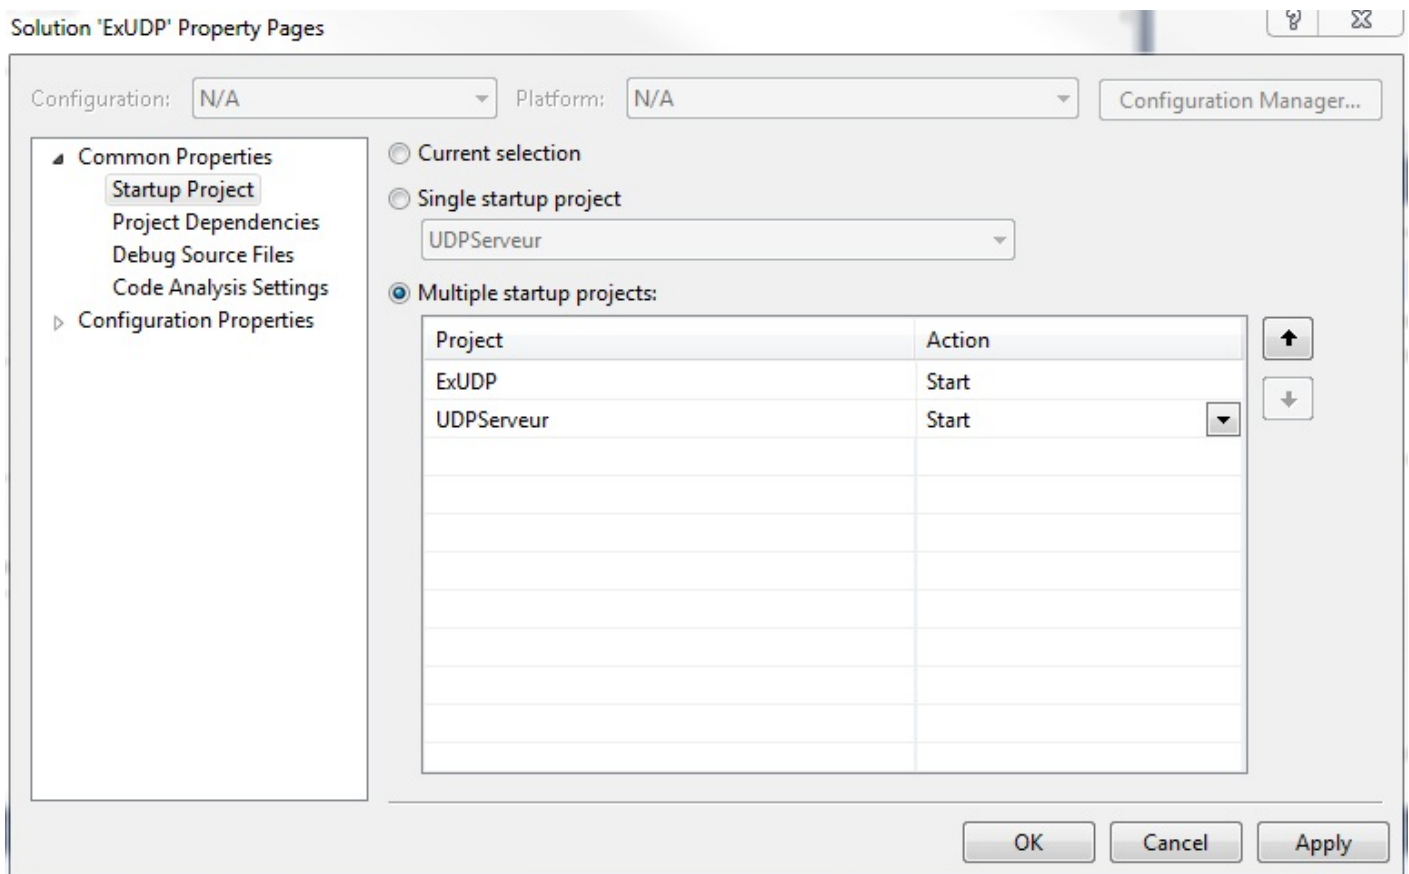 Solution 'ExUDP' Property Pages
Configuration: N/A Platform: N/A Configuration Manager...
Common Properties
Startup Project
Project Dependencies
Debug Source Files
Code Analysis Settings
Configuration Properties
Current selection
Single startup project
UDPServeur
Multiple startup projects:
Project Action
ExUDP Start
UDPServeur Start
OK Cancel Apply